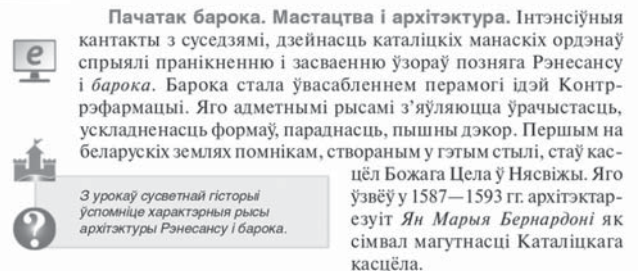 Пачатак барока. Мастацтва і архітэктура. Інтэнсіўныя
кантакты з суседзямі, дзейнасць каталіцкіх манаскіх ордэнаў
спрыялі пранікненню і засваенню ўзораў позняга Рэнесансу
і барока. Барока стала ўвасабленнем перамогі ідэй Контр-
рэфармацыі. Яго адметнымі рысамі з'яўляюцца ўрачыстасць,
ускладненасць формаў, параднасць, пышны дэкор. Першым на
беларускіх землях помнікам, створаным у гэтым стылі, стаў кас-
цёл Божага Цела ў Нясвіжы. Яго
ўзвёў у 1587—1593 гг. архітэктар-
езуіт Ян Марыя Бернардоні як
сімвал магутнасці Каталіцкага
касцёла.
e
?
З урокаў сусветнай гісторыі
ўспомніце характэрныя рысы
архітэктуры Рэнесансу і барока.